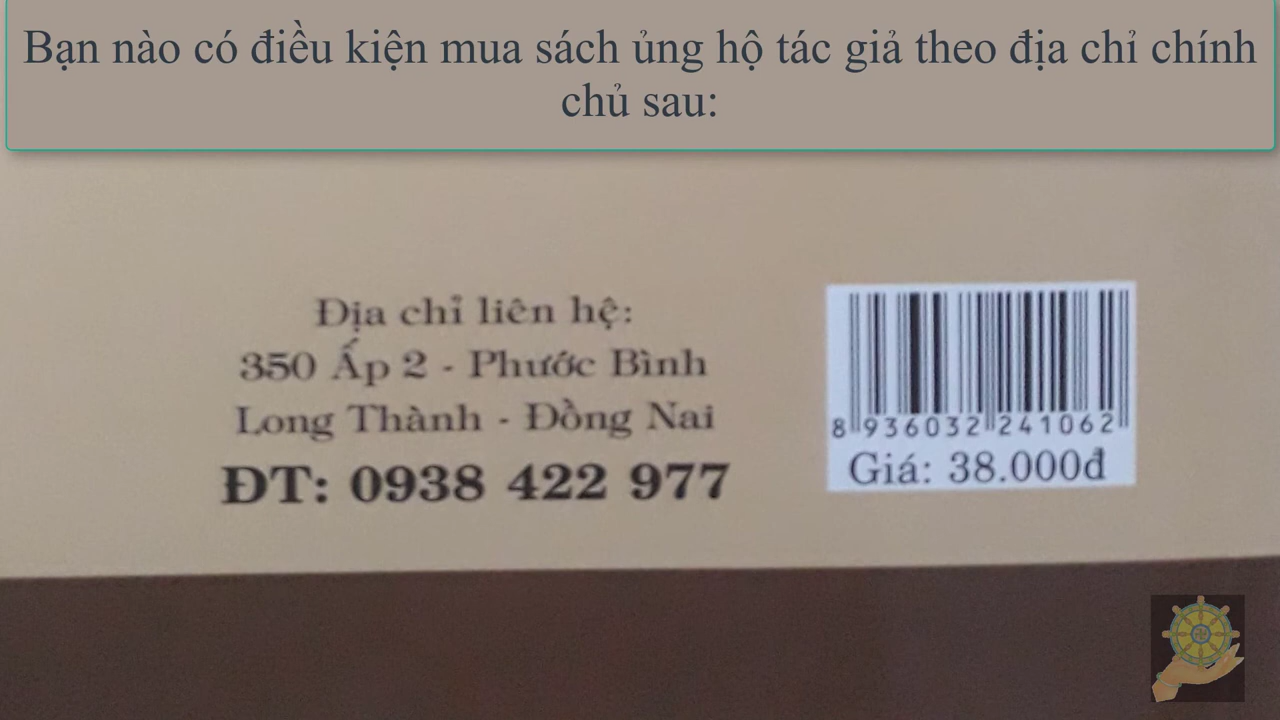 Bạn nào có điều kiện mua sách ủng hộ tác giả theo địa chỉ chính
chủ sau:
Địa chỉ liên hệ:
350 Ấp 2 - Phước Bình
Long Thành - Đồng Nai
ĐT: 0938 422 977
8 936032 241062
Giá: 38.000đ